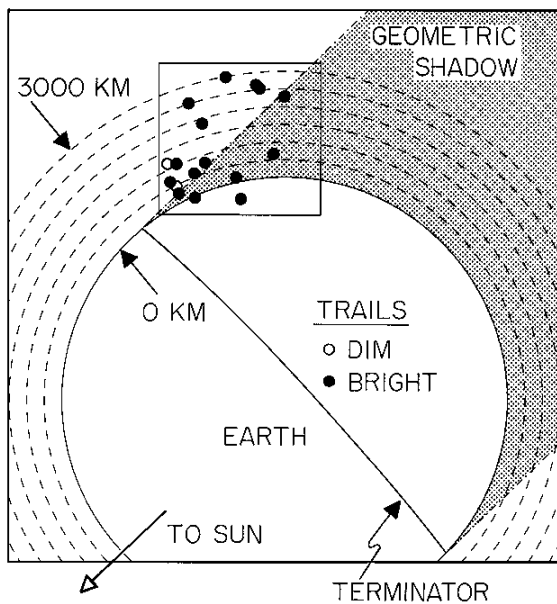 GEOMETRIC
SHADOW
3000 KM
0 KM
TRAILS
DIM
BRIGHT
EARTH
TO SUN
TERMINATOR